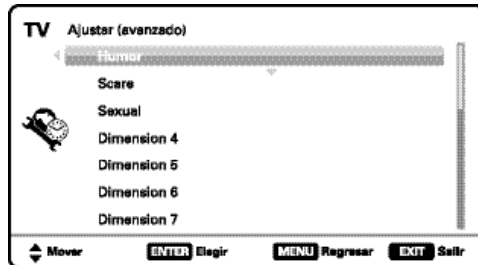 TV Ajustar (avanzado)
Humor
Scare
Sexual
Dimension 4
Dimension 5
Dimension 6
Dimension 7
Mover ENTER Elegir MENU Regresar EXIT Salir